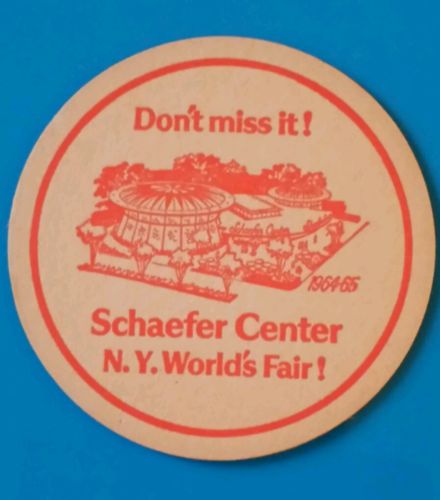 Don't miss it!
Schaefer Center
1964-65
Schaefer Center
N.Y. World's Fair!